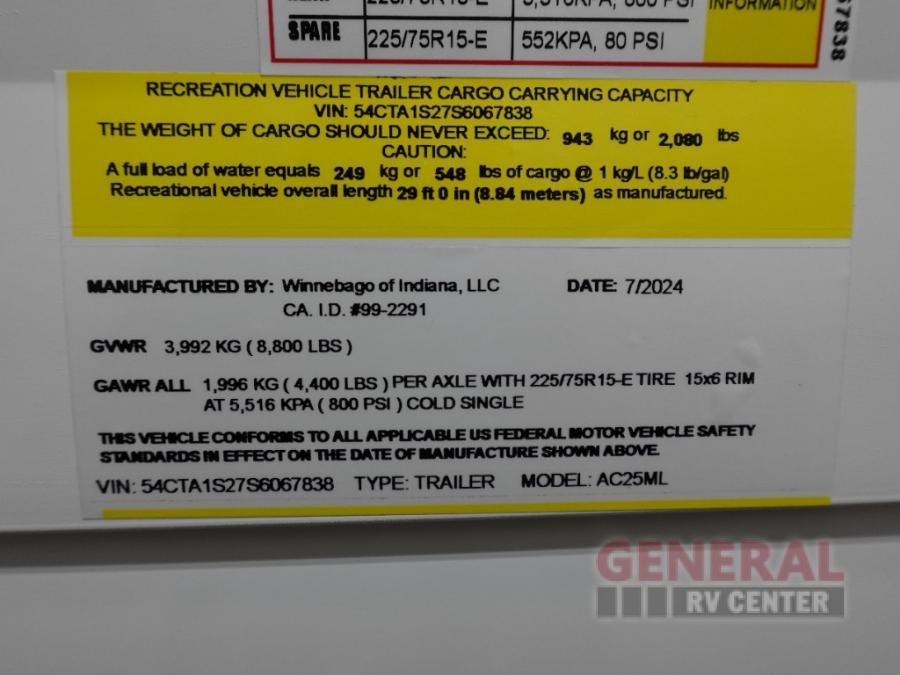 225/75R15-E 5,516KPA, 800 PSI INFORMATION
SPARE 225/75R15-E 552KPA, 80 PSI
67838
RECREATION VEHICLE TRAILER CARGO CARRYING CAPACITY
VIN: 54CTA1S27S6067838
THE WEIGHT OF CARGO SHOULD NEVER EXCEED: 943 kg or 2,080 lbs
CAUTION:
A full load of water equals 249 kg or 548 lbs of cargo @ 1 kg/L (8.3 lb/gal)
Recreational vehicle overall length 29 ft 0 in (8.84 meters) as manufactured.
MANUFACTURED BY: Winnebago of Indiana, LLC DATE: 7/2024
CA. I.D. #99-2291
GVWR 3,992 KG ( 8,800 LBS )
GAWR ALL 1,996 KG ( 4,400 LBS ) PER AXLE WITH 225/75R15-E TIRE 15x6 RIM
AT 5,516 KPA ( 800 PSI ) COLD SINGLE
THIS VEHICLE CONFORMS TO ALL APPLICABLE US FEDERAL MOTOR VEHICLE SAFETY
STANDARDS IN EFFECT ON THE DATE OF MANUFACTURE SHOWN ABOVE.
VIN: 54CTA1S27S6067838 TYPE: TRAILER MODEL: AC25ML
GENERAL
RV CENTER